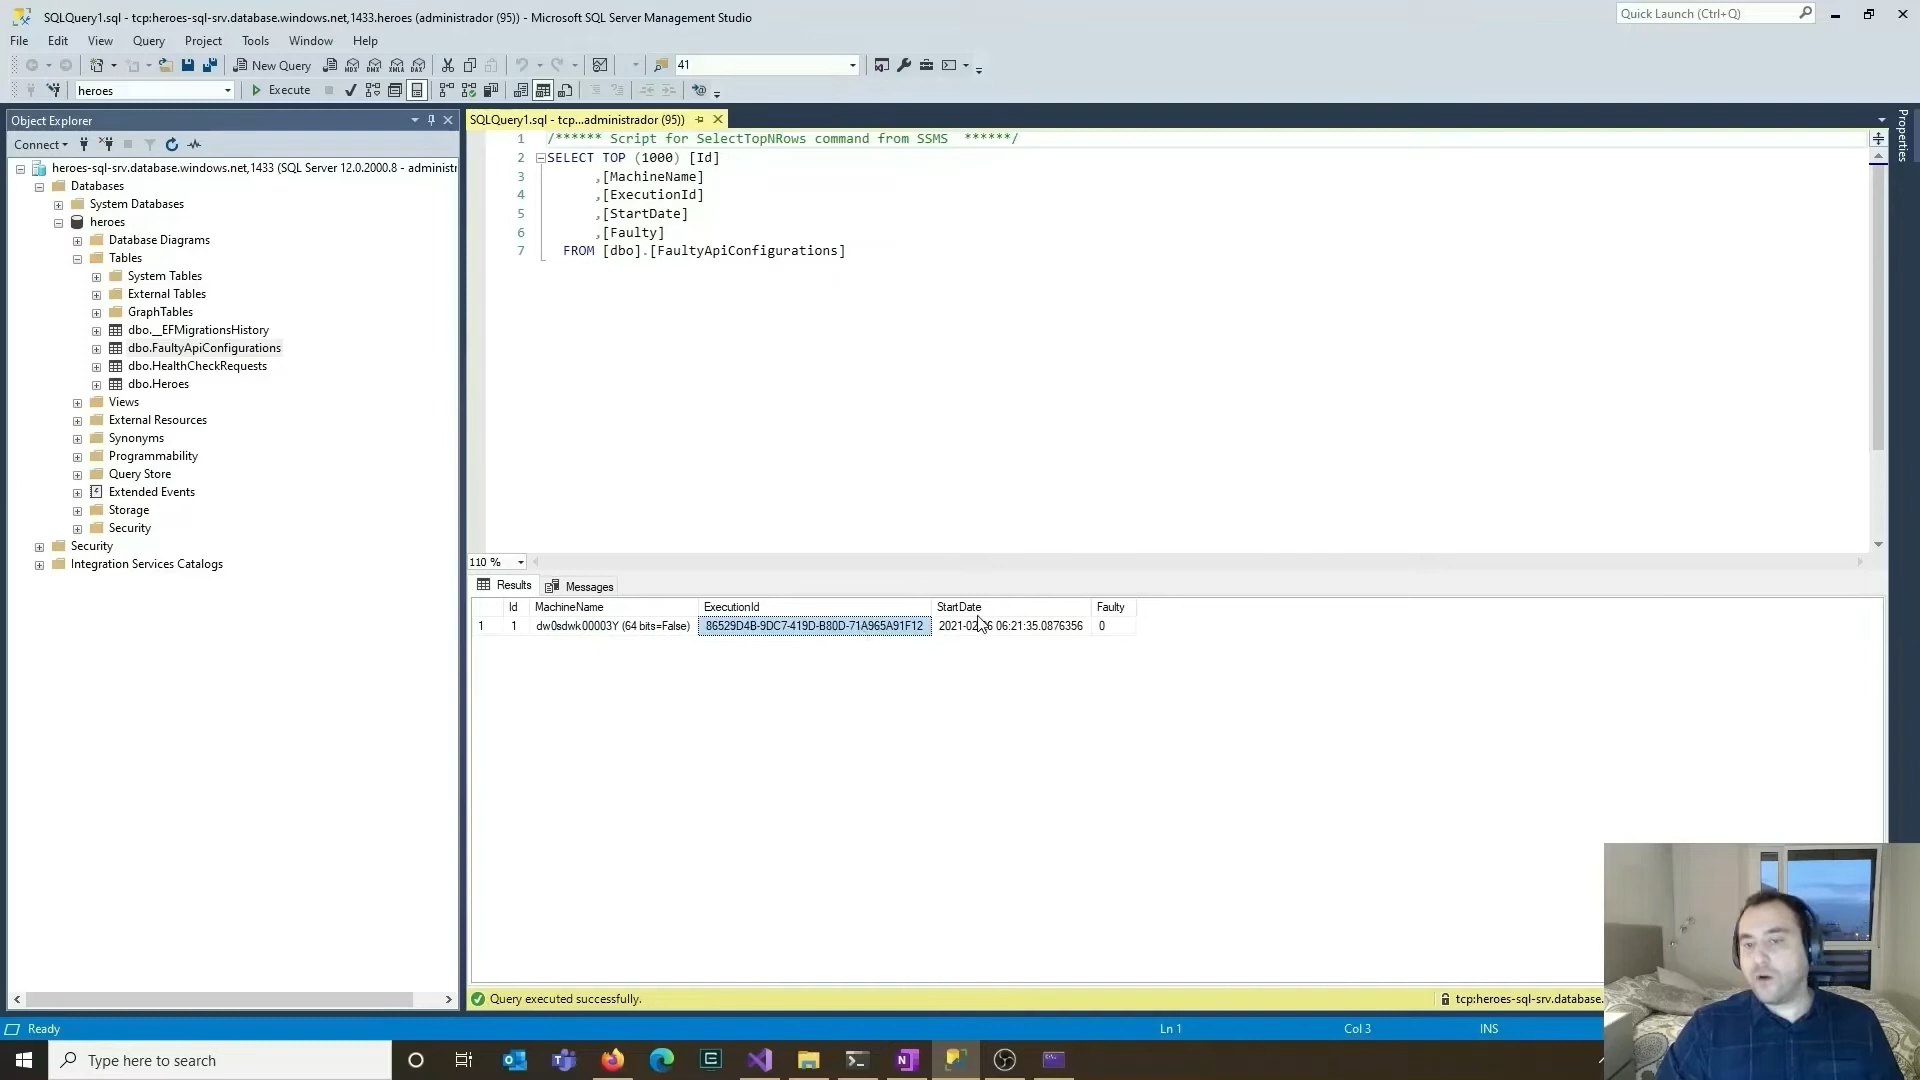 SQLQuery1.sql - tcp:heroes-sql-srv.database.windows.net,1433.heroes (administrador (95)) - Microsoft SQL Server Management Studio
Quick Launch (Ctrl+Q)
File Edit View Query Project Tools Window Help
New Query
41
heroes
Execute
Object Explorer
Connect
heroes-sql-srv.database.windows.net,1433 (SQL Server 12.0.2000.8 - administr
Databases
System Databases
heroes
Database Diagrams
Tables
System Tables
External Tables
GraphTables
dbo.__EFMigrationsHistory
dbo.FaultyApiConfigurations
dbo.HealthCheckRequests
dbo.Heroes
Views
External Resources
Synonyms
Programmability
Query Store
Extended Events
Storage
Security
Security
Integration Services Catalogs
SQLQuery1.sql - tcp...administrador (95))
Properties
1 /****** Script for SelectTopNRows command from SSMS ******/
2 SELECT TOP (1000) [Id]
3 ,[MachineName]
4 ,[ExecutionId]
5 ,[StartDate]
6 ,[Faulty]
7 FROM [dbo].[FaultyApiConfigurations]
110 %
Results Messages
Id MachineName ExecutionId StartDate Faulty
1 1 dw0sdwk00003Y (64 bits=False) 86529D4B-9DC7-419D-B80D-71A965A91F12 06:21:35.0876356 0
Query executed successfully.
tcp:heroes-sql-srv.database.
Ready
Ln 1 Col 3 INS
Type here to search